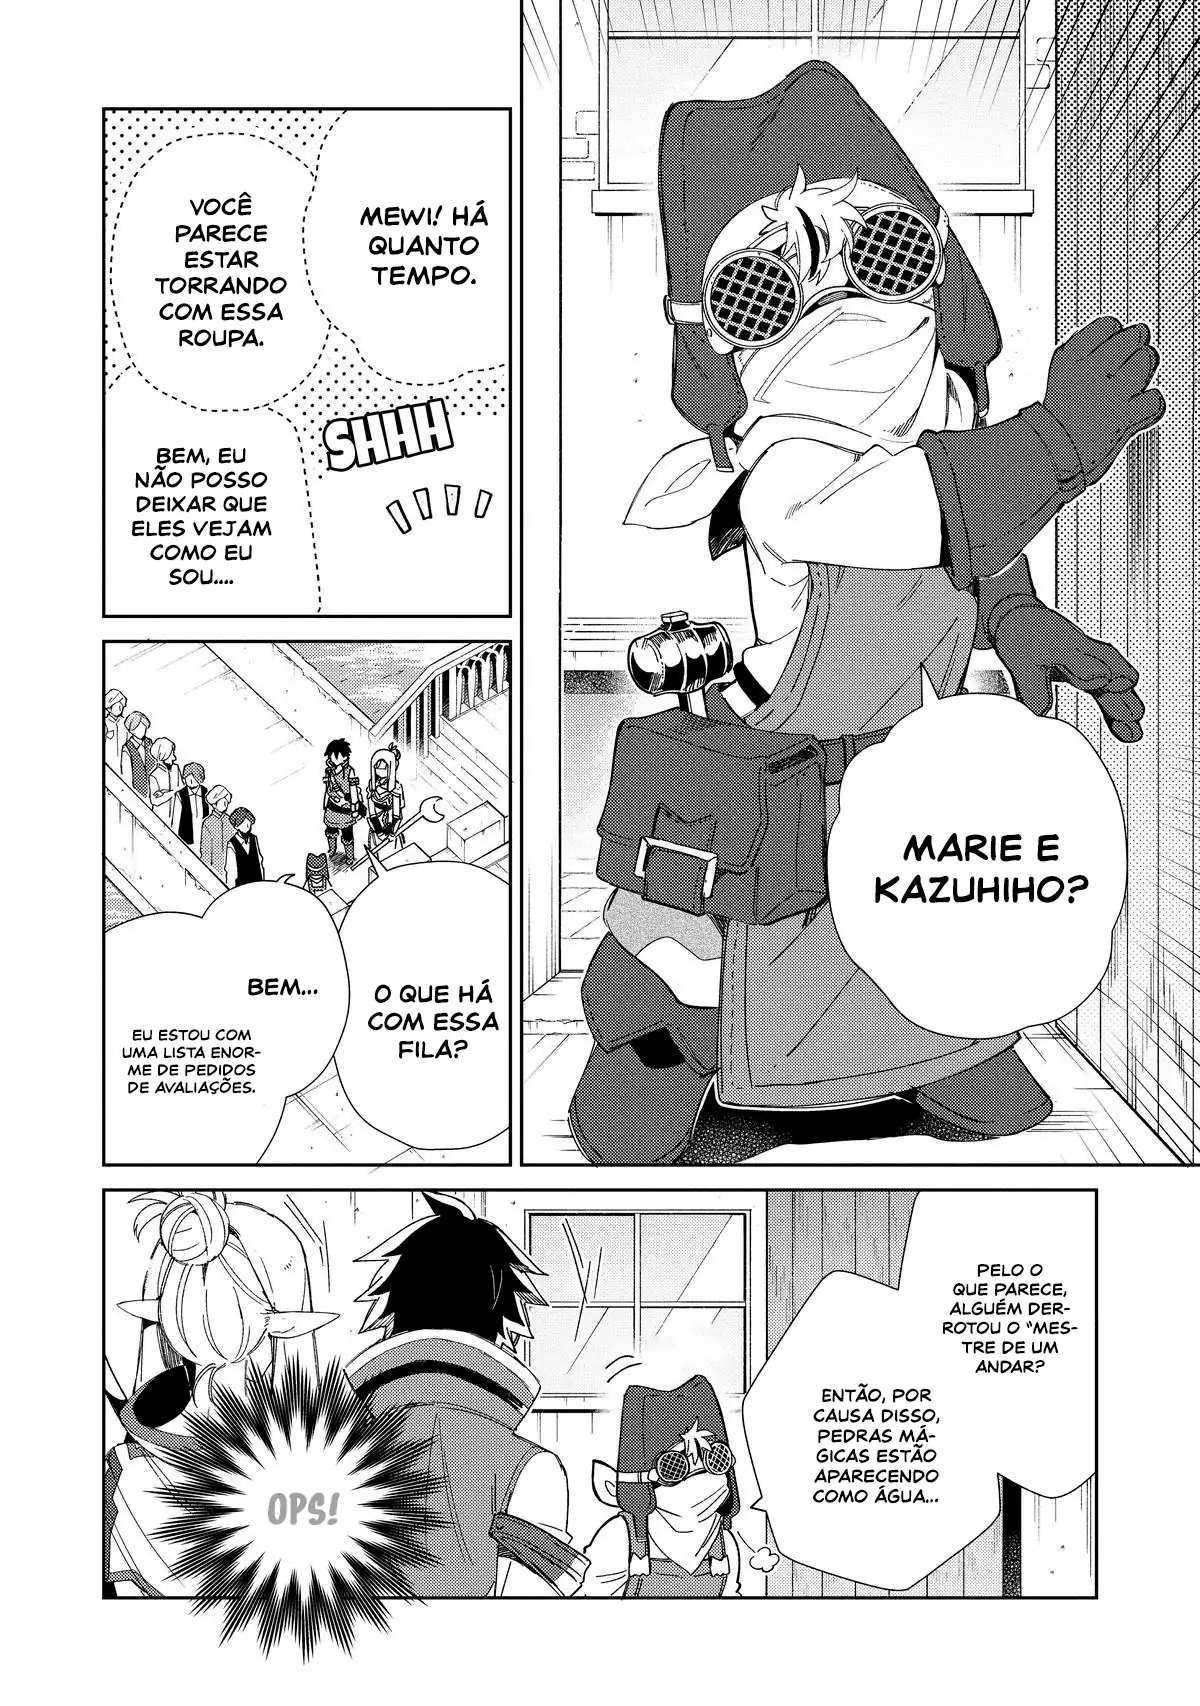 MARIE E
KAZUHIHO?
MEWI! HÁ
QUANTO
TEMPO.
VOCÊ
PARECE
ESTAR
TORRANDO
COM ESSA
ROUPA.
SHHH
BEM, EU
NÃO POSSO
DEIXAR QUE
ELES VEJAM
COMO EU
SOU....
O QUE HÁ
COM ESSA
FILA?
BEM...
EU ESTOU COM
UMA LISTA ENOR-
ME DE PEDIDOS
DE AVALIAÇÕES.
PELO O
QUE PARECE,
ALGUÉM DER-
ROTOU O "MES-
TRE DE UM
ANDAR?
ENTÃO, POR
CAUSA DISSO,
PEDRAS MÁ-
GICAS ESTÃO
APARECENDO
COMO ÁGUA...
OPS!